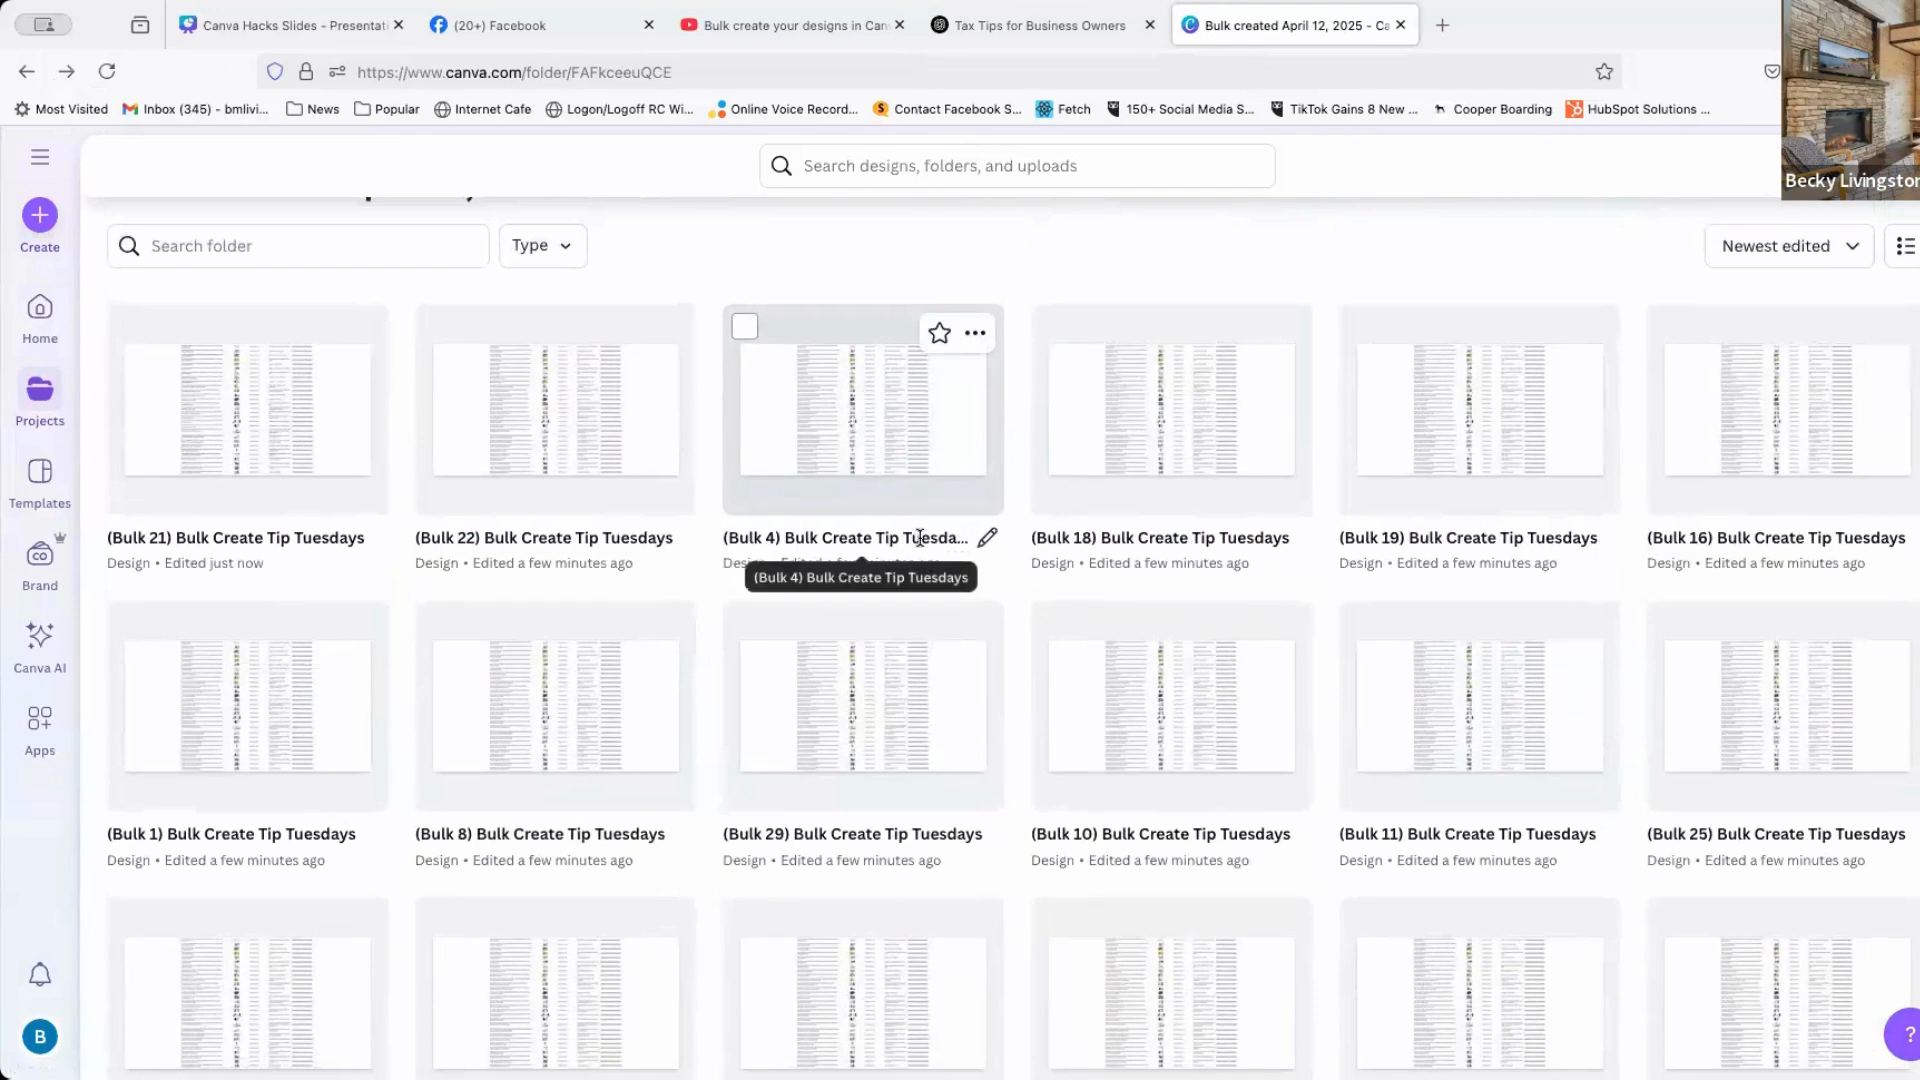 Canva Hacks Slides - Presentati
(20+) Facebook
Bulk create your designs in Can
Tax Tips for Business Owners
Bulk created April 12, 2025 - Ca
https://www.canva.com/folder/FAFkceeuQCE
Most Visited
Inbox (345) - bmlivi...
News
Popular
Internet Cafe
Logon/Logoff RC Wi...
Online Voice Record...
Contact Facebook S...
Fetch
150+ Social Media S...
TikTok Gains 8 New ...
Cooper Boarding
HubSpot Solutions ...
Becky Livingston
Search designs, folders, and uploads
Create
Home
Projects
Templates
Brand
Canva AI
Apps
B
Search folder
Type
Newest edited
(Bulk 21) Bulk Create Tip Tuesdays
Design • Edited just now
(Bulk 22) Bulk Create Tip Tuesdays
Design • Edited a few minutes ago
(Bulk 4) Bulk Create Tip Tuesda...
(Bulk 4) Bulk Create Tip Tuesdays
(Bulk 18) Bulk Create Tip Tuesdays
Design • Edited a few minutes ago
(Bulk 19) Bulk Create Tip Tuesdays
Design • Edited a few minutes ago
(Bulk 16) Bulk Create Tip Tuesdays
Design • Edited a few minutes ago
(Bulk 1) Bulk Create Tip Tuesdays
Design • Edited a few minutes ago
(Bulk 8) Bulk Create Tip Tuesdays
Design • Edited a few minutes ago
(Bulk 29) Bulk Create Tip Tuesdays
Design • Edited a few minutes ago
(Bulk 10) Bulk Create Tip Tuesdays
Design • Edited a few minutes ago
(Bulk 11) Bulk Create Tip Tuesdays
Design • Edited a few minutes ago
(Bulk 25) Bulk Create Tip Tuesdays
Design • Edited a few minutes ago
?